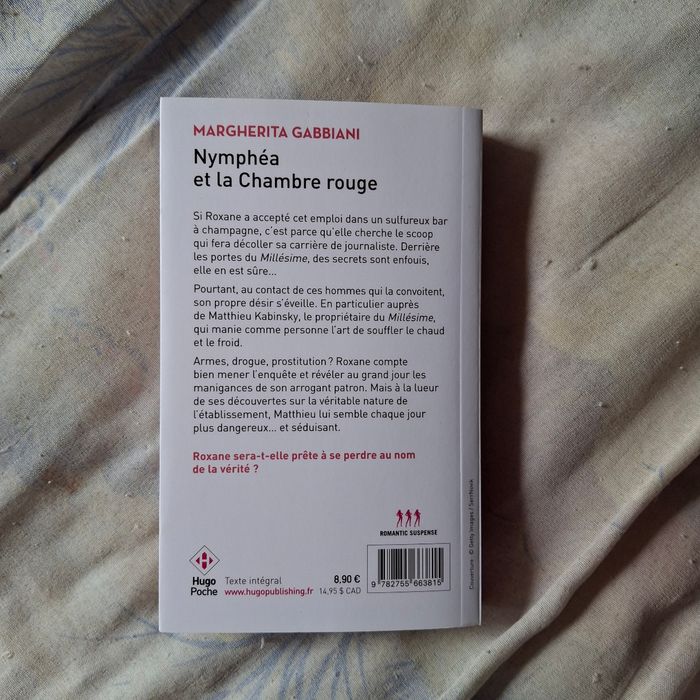 MARGHERITA GABBIANI
Nymphéa
et la Chambre rouge
Si Roxane a accepté cet emploi dans un sulfureux bar
à champagne, c'est parce qu'elle cherche le scoop
qui fera décoller sa carrière de journaliste. Derrière
les portes du Millésime, des secrets sont enfouis,
elle en est sûre...
Pourtant, au contact de ces hommes qui la convoitent,
son propre désir s'éveille. En particulier auprès
de Matthieu Kabinsky, le propriétaire du Millésime,
qui manie comme personne l'art de souffler le chaud
et le froid.
Armes, drogue, prostitution ? Roxane compte
bien mener l'enquête et révéler au grand jour les
manigances de son arrogant patron. Mais à la lueur
de ses découvertes sur la véritable nature de
l'établissement, Matthieu lui semble chaque jour
plus dangereux... et séduisant.
Roxane sera-t-elle prête à se perdre au nom
de la vérité ?
ROMANTIC SUSPENSE
Hugo
Poche
Texte intégral
www.hugopublishing.fr
8,90 €
14,95 $ CAD
9 782755 663815
Couverture : © Getty Images / SerrNovik